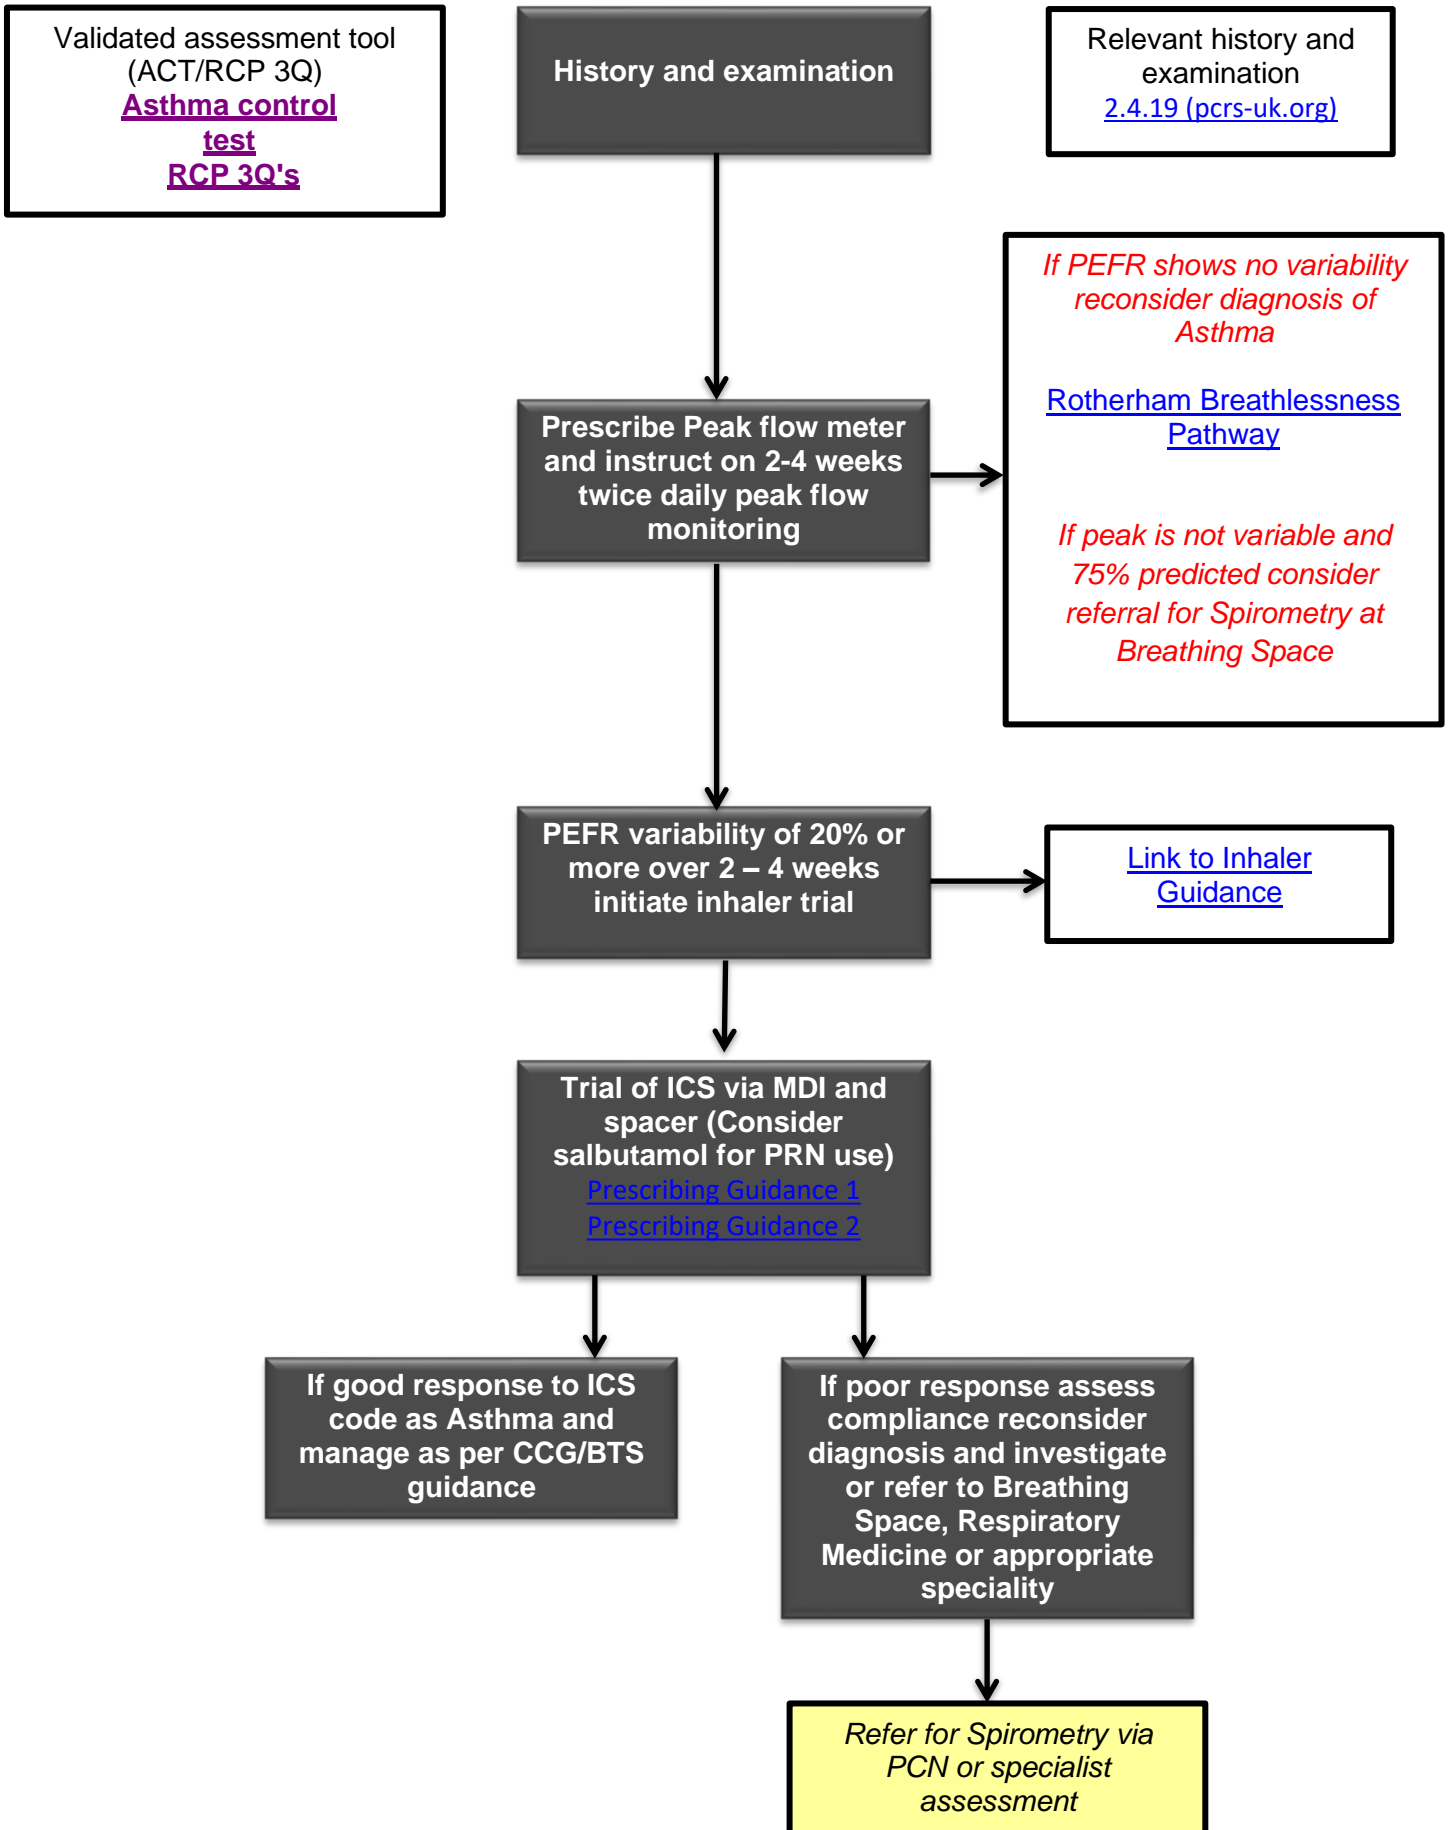 Validated assessment tool
(ACT/RCP 3Q)
Asthma control
test
RCP 3Q's
History and examination
Relevant history and
examination
2.4.19 (pcrs-uk.org)
If PEFR shows no variability
reconsider diagnosis of
Asthma
Rotherham Breathlessness
Pathway
If peak is not variable and
75% predicted consider
referral for Spirometry at
Breathing Space
Prescribe Peak flow meter
and instruct on 2-4 weeks
twice daily peak flow
monitoring
PEFR variability of 20% or
more over 2 – 4 weeks
initiate inhaler trial
Link to Inhaler
Guidance
Trial of ICS via MDI and
spacer (Consider
salbutamol for PRN use)
Prescribing Guidance 1
Prescribing Guidance 2
If good response to ICS
code as Asthma and
manage as per CCG/BTS
guidance
If poor response assess
compliance reconsider
diagnosis and investigate
or refer to Breathing
Space, Respiratory
Medicine or appropriate
speciality
Refer for Spirometry via
PCN or specialist
assessment